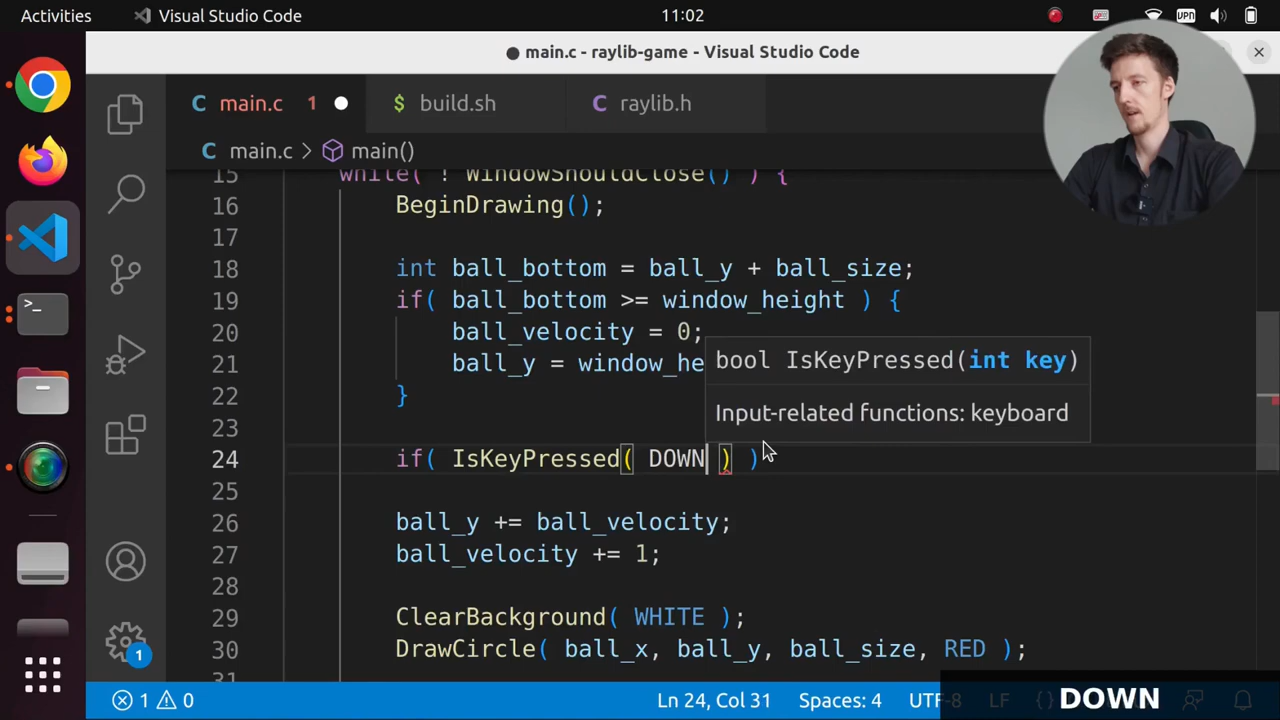 Activities Visual Studio Code 11:02 VPN
main.c - raylib-game - Visual Studio Code
C main.c 1 $ build.sh C raylib.h
C main.c > main()
15 while( ! WindowShouldClose() ) {
16 BeginDrawing();
17
18 int ball_bottom = ball_y + ball_size;
19 if( ball_bottom >= window_height ) {
20 ball_velocity = 0;
21 ball_y = window_he
bool IsKeyPressed(int key)
22 }
Input-related functions: keyboard
23
24 if( IsKeyPressed( DOWN ) )
25
26 ball_y += ball_velocity;
27 ball_velocity += 1;
28
29 ClearBackground( WHITE );
30 DrawCircle( ball_x, ball_y, ball_size, RED );
1
1 0 Ln 24, Col 31 Spaces: 4 UTF-8 LF {}
DOWN